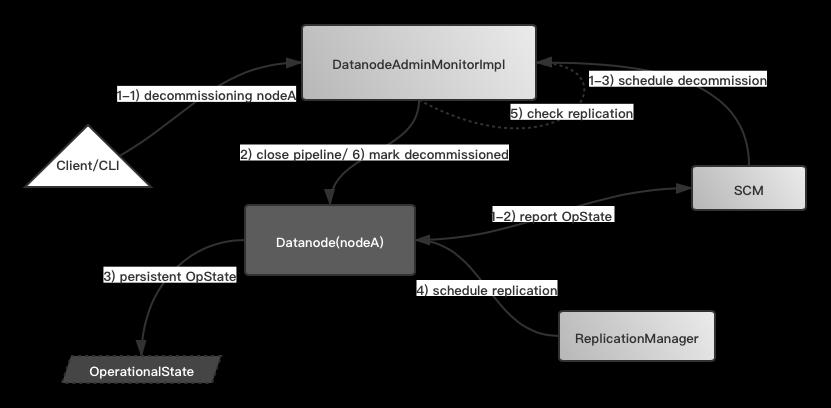 DatanodeAdminMonitorImpl
1-3) schedule decommission
1-1) decommissioning nodeA
5) check replication
2) close pipeline/ 6) mark decommissioned
Client/CLI
SCM
1-2) report OpState
Datanode(nodeA)
3) persistent OpState
4) schedule replication
ReplicationManager
OperationalState